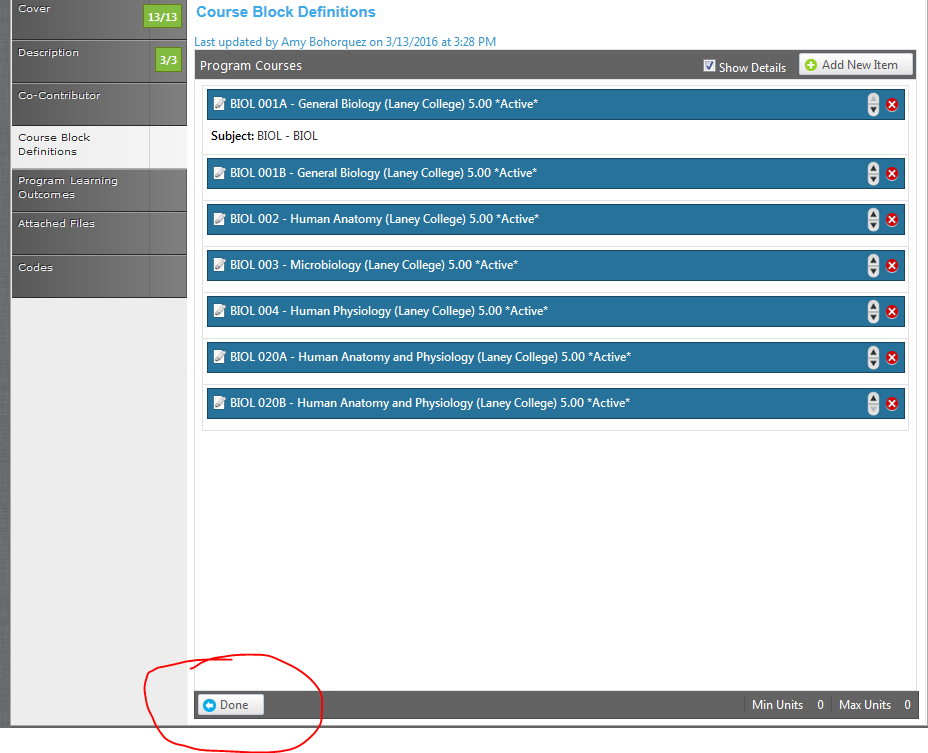 Cover
13/13
Description
3/3
Co-Contributor
Course Block
Definitions
Program Learning
Outcomes
Attached Files
Codes
Course Block Definitions
Last updated by Amy Bohorquez on 3/13/2016 at 3:28 PM
Program Courses
Show Details
Add New Item
BIOL 001A - General Biology (Laney College) 5.00 *Active*
Subject: BIOL - BIOL
BIOL 001B - General Biology (Laney College) 5.00 *Active*
BIOL 002 - Human Anatomy (Laney College) 5.00 *Active*
BIOL 003 - Microbiology (Laney College) 5.00 *Active*
BIOL 004 - Human Physiology (Laney College) 5.00 *Active*
BIOL 020A - Human Anatomy and Physiology (Laney College) 5.00 *Active*
BIOL 020B - Human Anatomy and Physiology (Laney College) 5.00 *Active*
Done
Min Units 0 Max Units 0